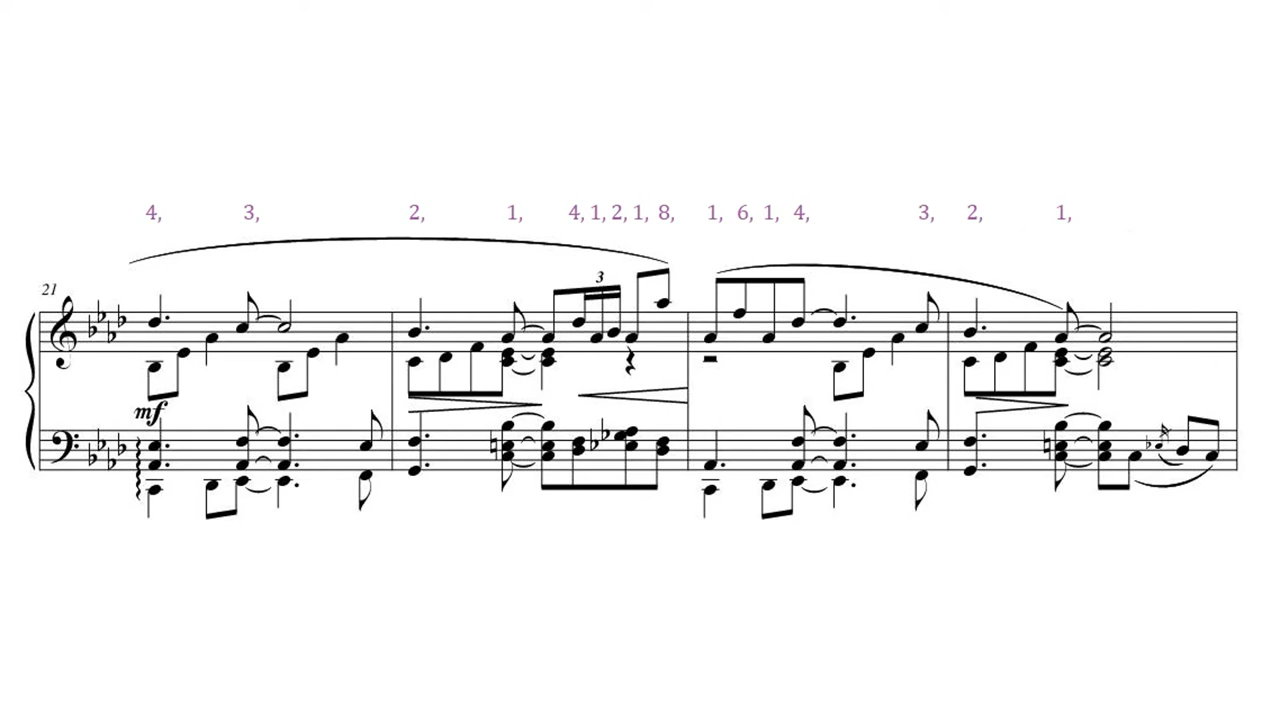 4, 3, 2, 1, 4, 1, 2, 1, 8, 1, 6, 1, 4, 3, 2, 1,
3
21
mf